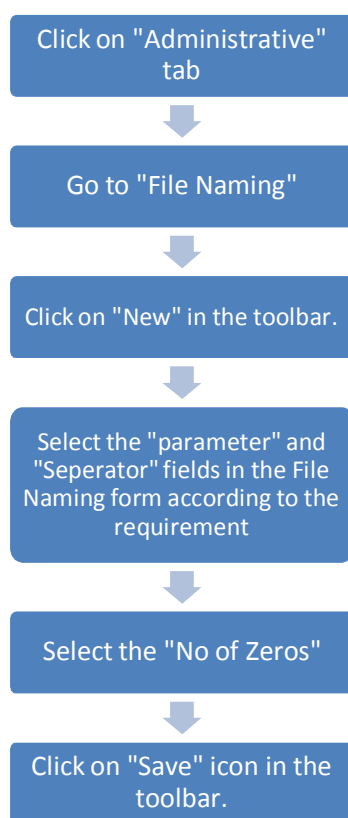 Click on "Administrative"
tab
Go to "File Naming"
Click on "New" in the toolbar.
Select the "parameter" and
"Seperator" fields in the File
Naming form according to the
requirement
Select the "No of Zeros"
Click on "Save" icon in the
toolbar.